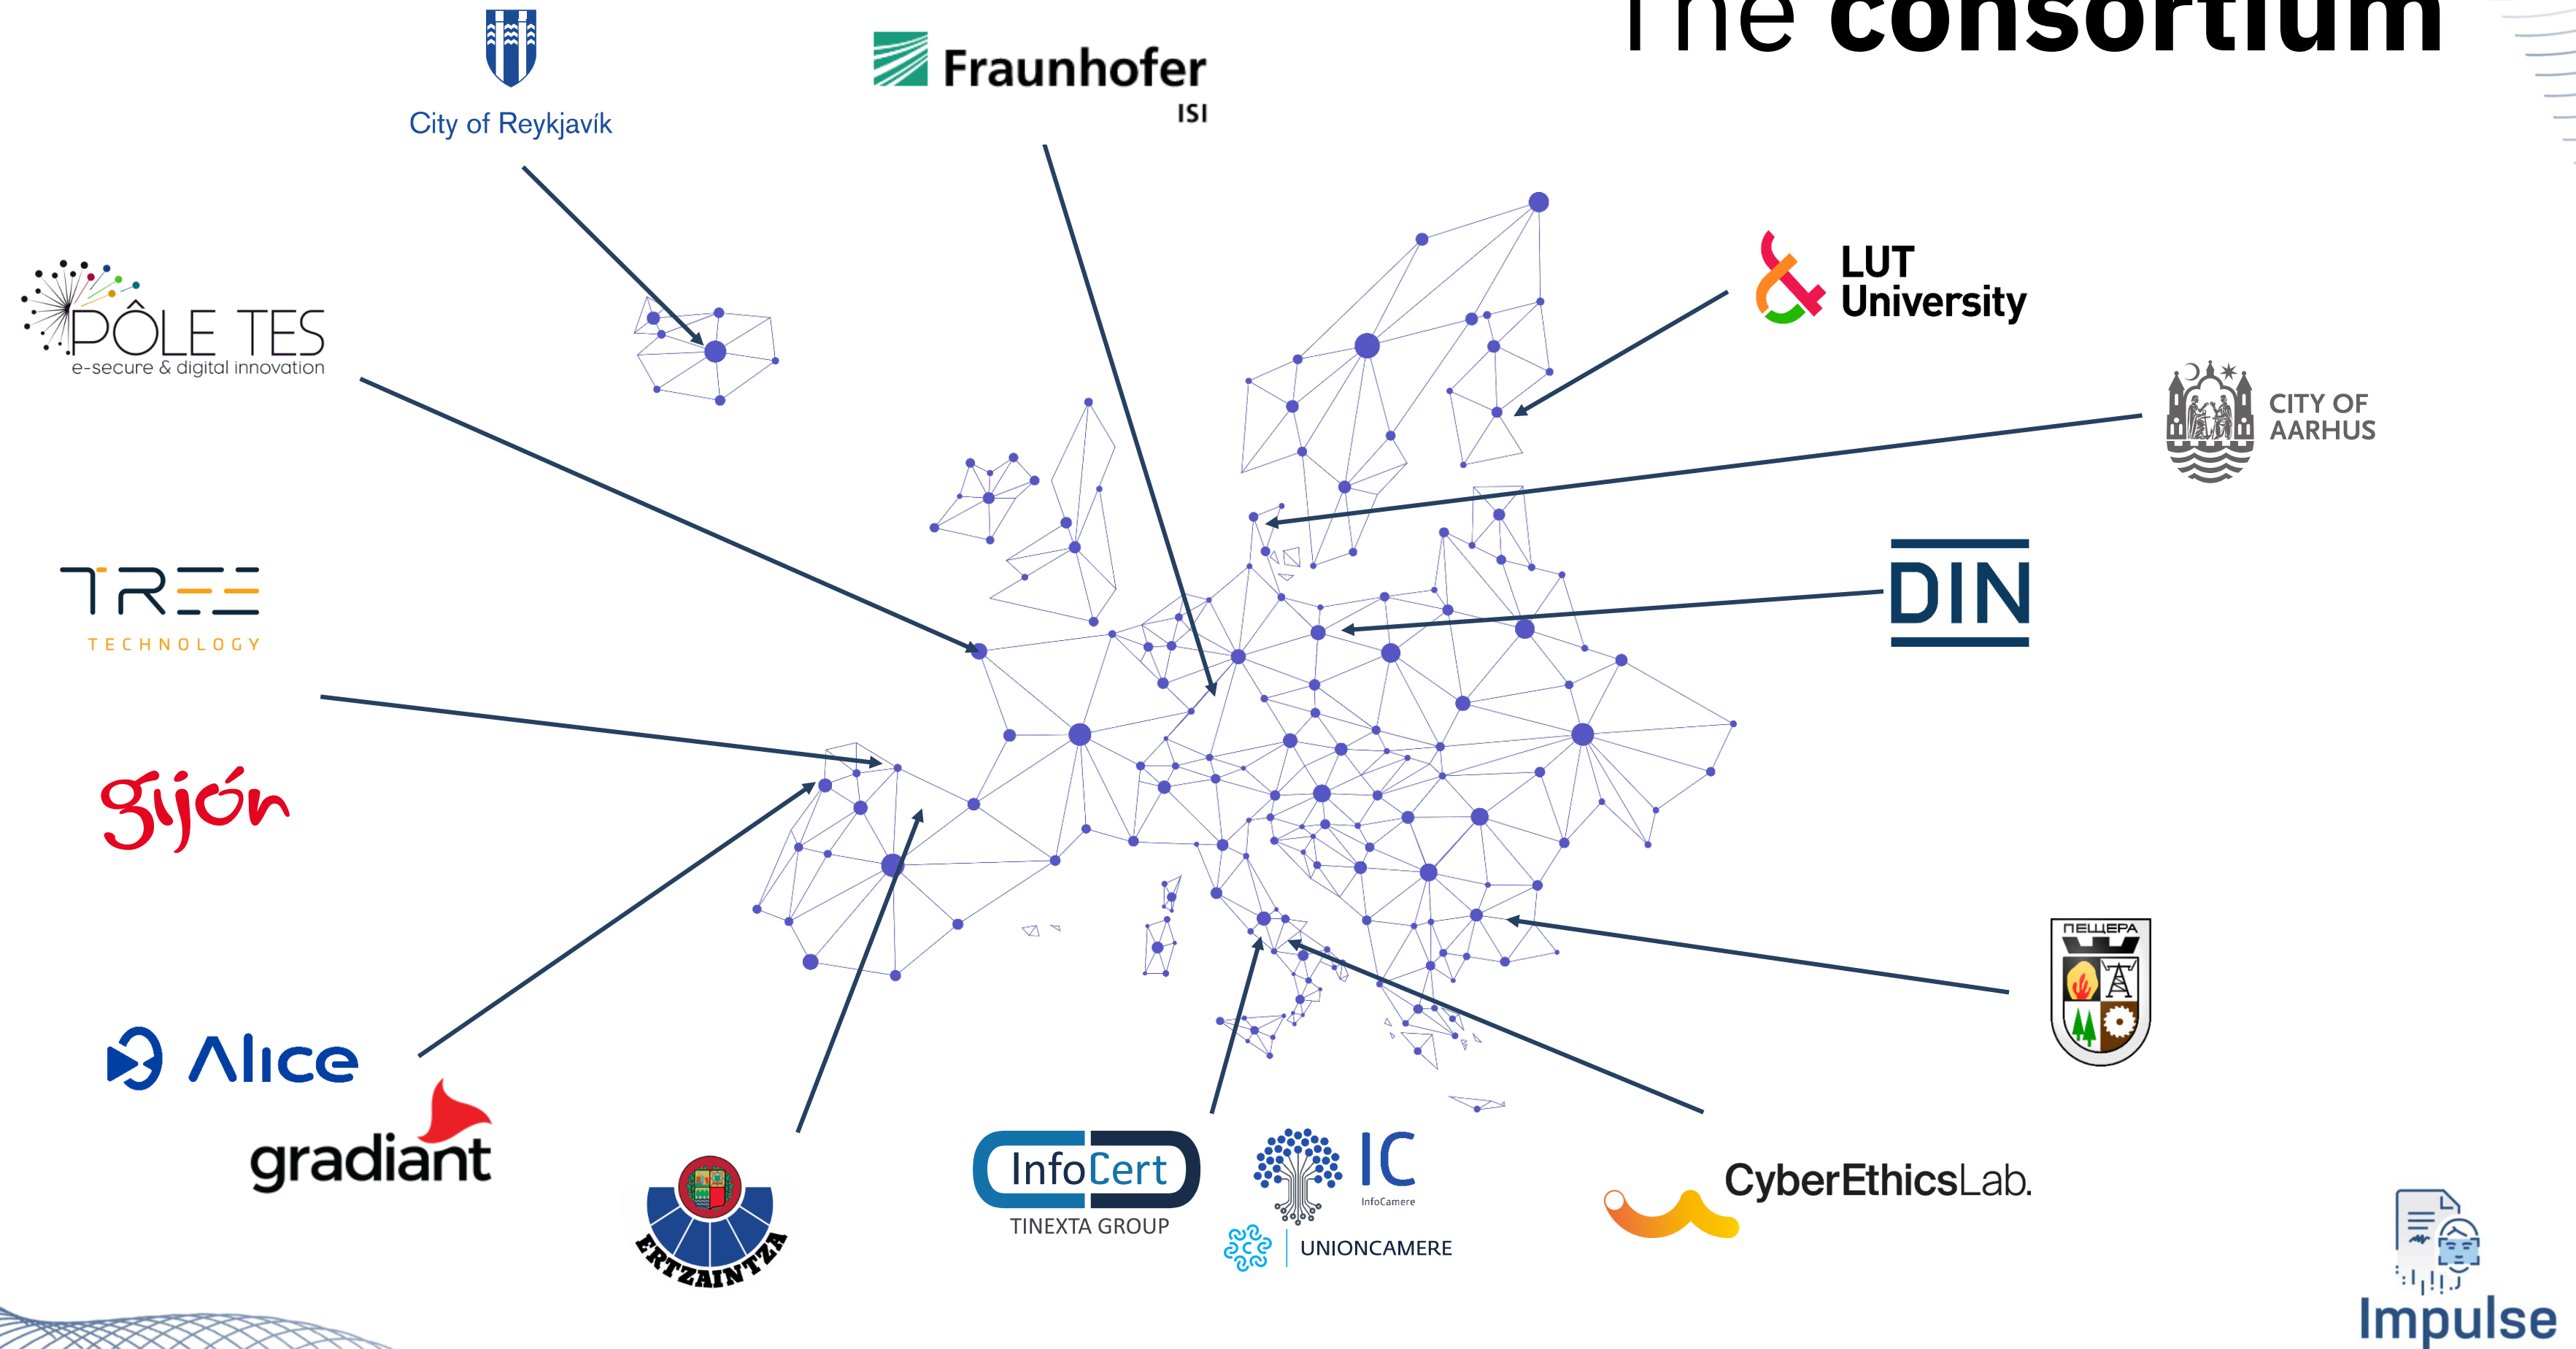 The consortium
City of Reykjavík
Fraunhofer
ISI
PÔLE TES
e-secure & digital innovation
LUT
University
CITY OF
AARHUS
TREE
TECHNOLOGY
DIN
gijón
ПЕЩЕРА
Alice
gradiant
ERTZAINTZA
InfoCert
TINEXTA GROUP
IC
InfoCamere
UNIONCAMERE
CyberEthicsLab.
Impulse